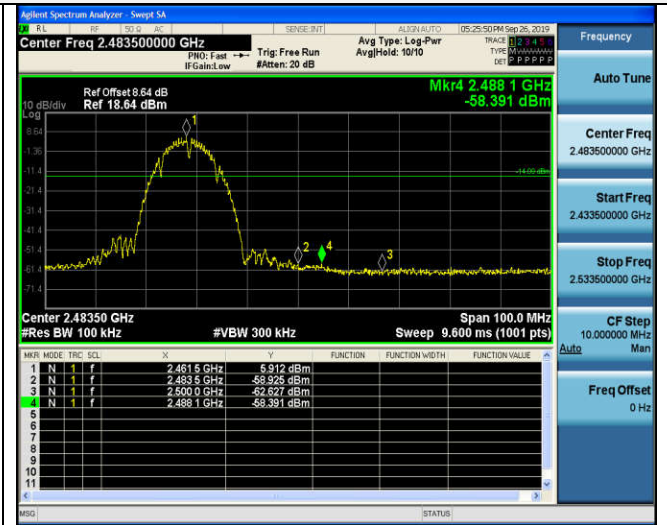 Agilent Spectrum Analyzer - Swept SA
RL RF 50 Ω AC SENSE:INT ALIGN AUTO 05:25:50 PM Sep 26, 2019
Center Freq 2.483500000 GHz
PNO: Fast
IFGain:Low
Trig: Free Run
#Atten: 20 dB
Avg Type: Log-Pwr
Avg|Hold: 10/10
TRACE 1 2 3 4 5 6
TYPE
DET P P P P P P
Frequency
Auto Tune
Center Freq
2.483500000 GHz
Start Freq
2.433500000 GHz
Stop Freq
2.533500000 GHz
CF Step
10.000000 MHz
Auto Man
Freq Offset
0 Hz
Ref Offset 8.64 dB
10 dB/div Ref 18.64 dBm
Log
Mkr4 2.488 1 GHz
-58.391 dBm
8.64
-1.36
-11.4
-21.4
-31.4
-41.4
-51.4
-61.4
-71.4
1
2
4
3
Center 2.48350 GHz Span 100.0 MHz
#Res BW 100 kHz #VBW 300 kHz Sweep 9.600 ms (1001 pts)
MKR MODE TRC SCL X Y FUNCTION FUNCTION WIDTH FUNCTION VALUE
1 N 1 f 2.461 5 GHz 5.912 dBm
2 N 1 f 2.483 5 GHz -58.925 dBm
3 N 1 f 2.500 0 GHz -62.627 dBm
4 N 1 f 2.488 1 GHz -58.391 dBm
5
6
7
8
9
10
11
MSG STATUS